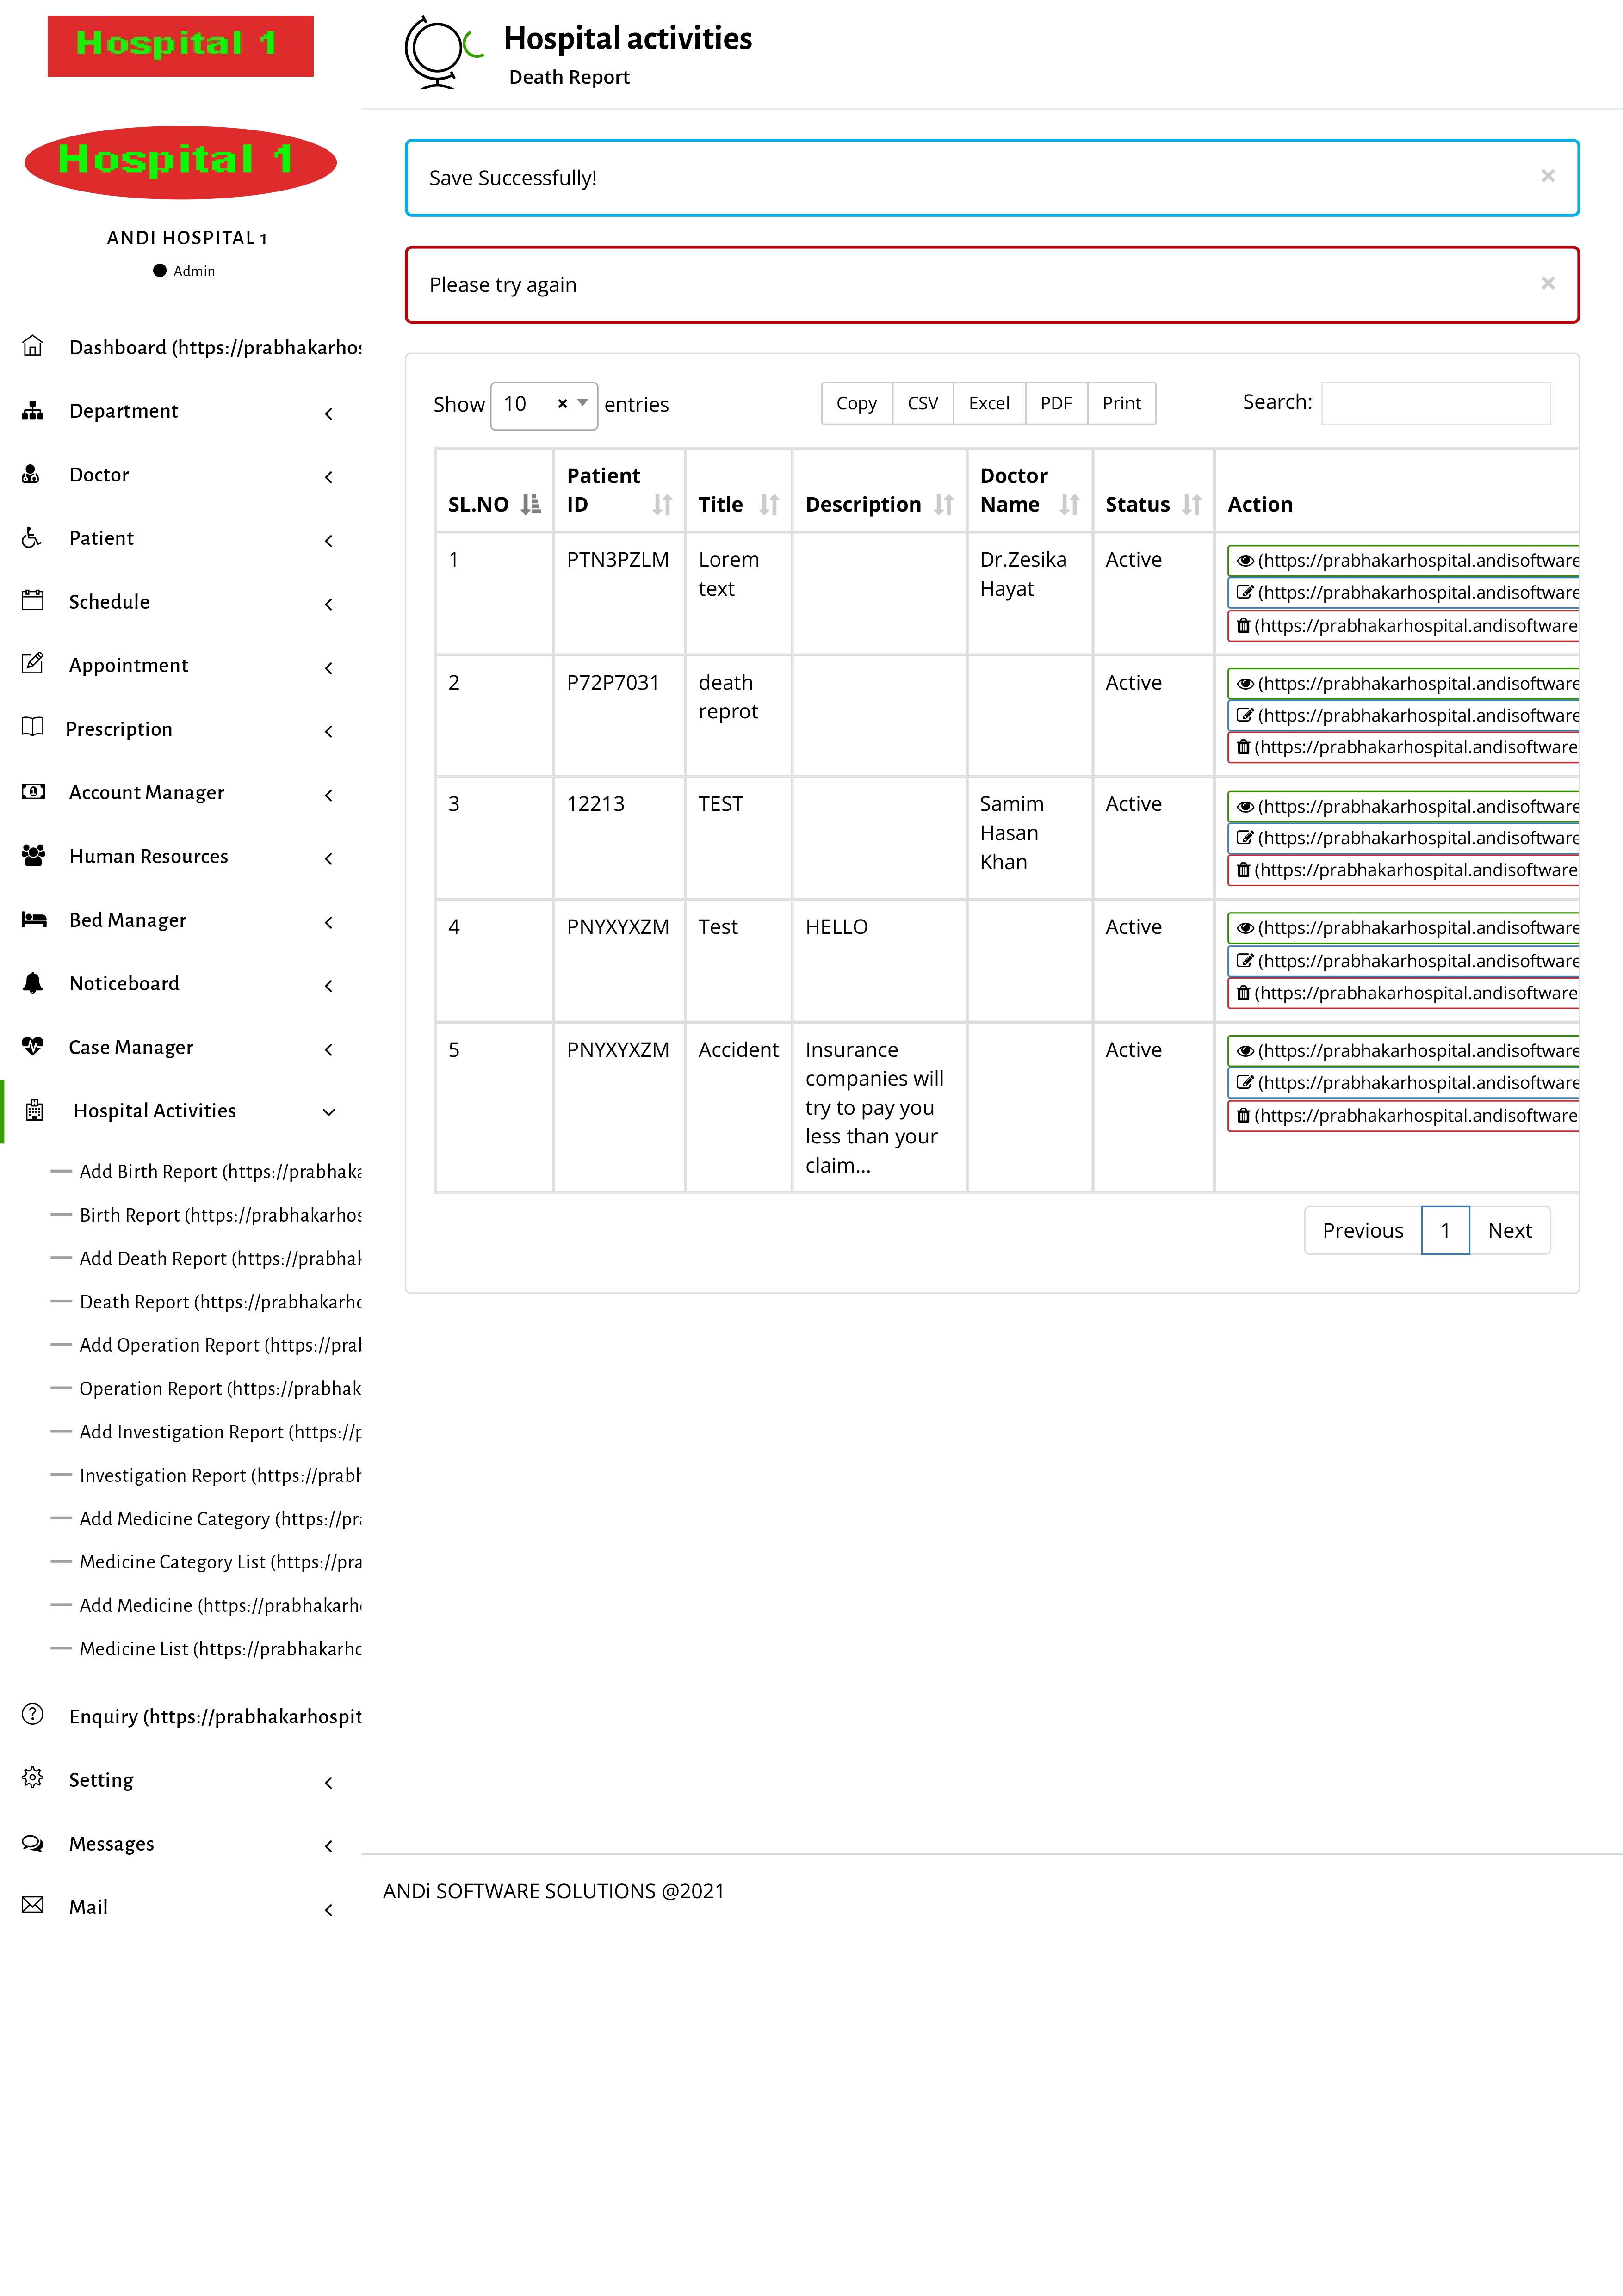 Hospital 1
Hospital 1
ANDI HOSPITAL 1
Admin
Dashboard (https://prabhakarhos
Department
Doctor
Patient
Schedule
Appointment
Prescription
Account Manager
Human Resources
Bed Manager
Noticeboard
Case Manager
Hospital Activities
Add Birth Report (https://prabhaka
Birth Report (https://prabhakarhos
Add Death Report (https://prabhak
Death Report (https://prabhakarho
Add Operation Report (https://prab
Operation Report (https://prabhak
Add Investigation Report (https://p
Investigation Report (https://prabh
Add Medicine Category (https://pra
Medicine Category List (https://pra
Add Medicine (https://prabhakarho
Medicine List (https://prabhakarho
Enquiry (https://prabhakarhospit
Setting
Messages
Mail
Hospital activities
Death Report
Save Successfully! ×
Please try again ×
Show 10 × entries Copy CSV Excel PDF Print Search:
SL.NO Patient ID Title Description Doctor Name Status Action
1 PTN3PZLM Lorem text Dr.Zesika Hayat Active
(https://prabhakarhospital.andisoftware
(https://prabhakarhospital.andisoftware
(https://prabhakarhospital.andisoftware
2 P72P7031 death reprot Active
(https://prabhakarhospital.andisoftware
(https://prabhakarhospital.andisoftware
(https://prabhakarhospital.andisoftware
3 12213 TEST Samim Hasan Khan Active
(https://prabhakarhospital.andisoftware
(https://prabhakarhospital.andisoftware
(https://prabhakarhospital.andisoftware
4 PNYXYXZM Test HELLO Active
(https://prabhakarhospital.andisoftware
(https://prabhakarhospital.andisoftware
(https://prabhakarhospital.andisoftware
5 PNYXYXZM Accident Insurance companies will try to pay you less than your claim... Active
(https://prabhakarhospital.andisoftware
(https://prabhakarhospital.andisoftware
(https://prabhakarhospital.andisoftware
Previous 1 Next
ANDi SOFTWARE SOLUTIONS @2021